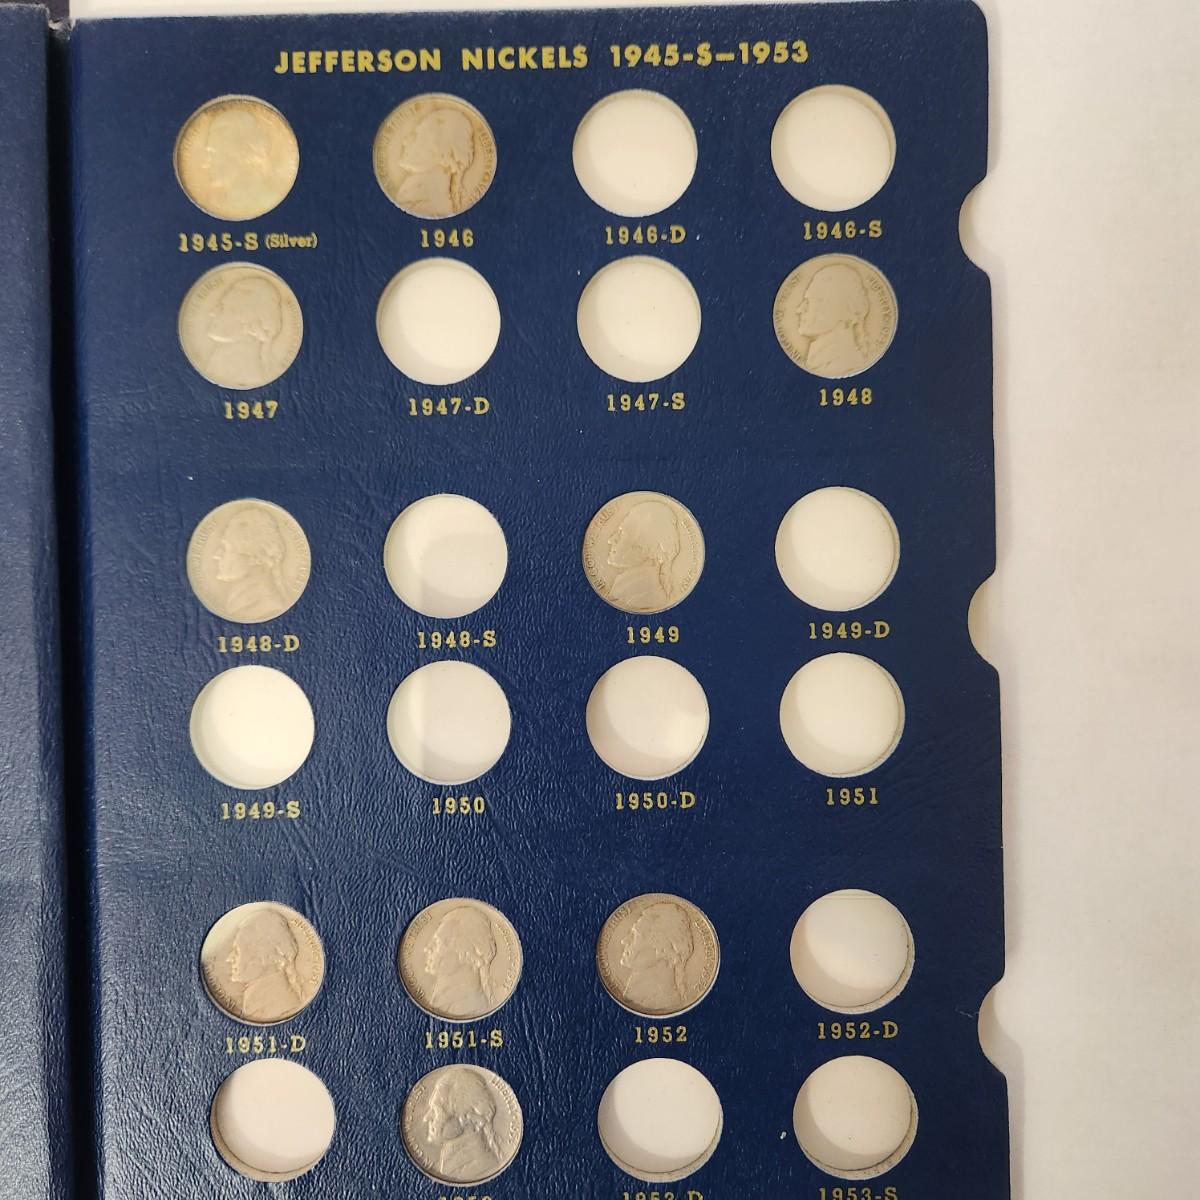 JEFFERSON NICKELS 1945-S—1953
1945-S (Silver) 1946 1946-D 1946-S
1947 1947-D 1947-S 1948
1948-D 1948-S 1949 1949-D
1949-S 1950 1950-D 1951
1951-D 1951-S 1952 1952-D
1953-D 1953-S